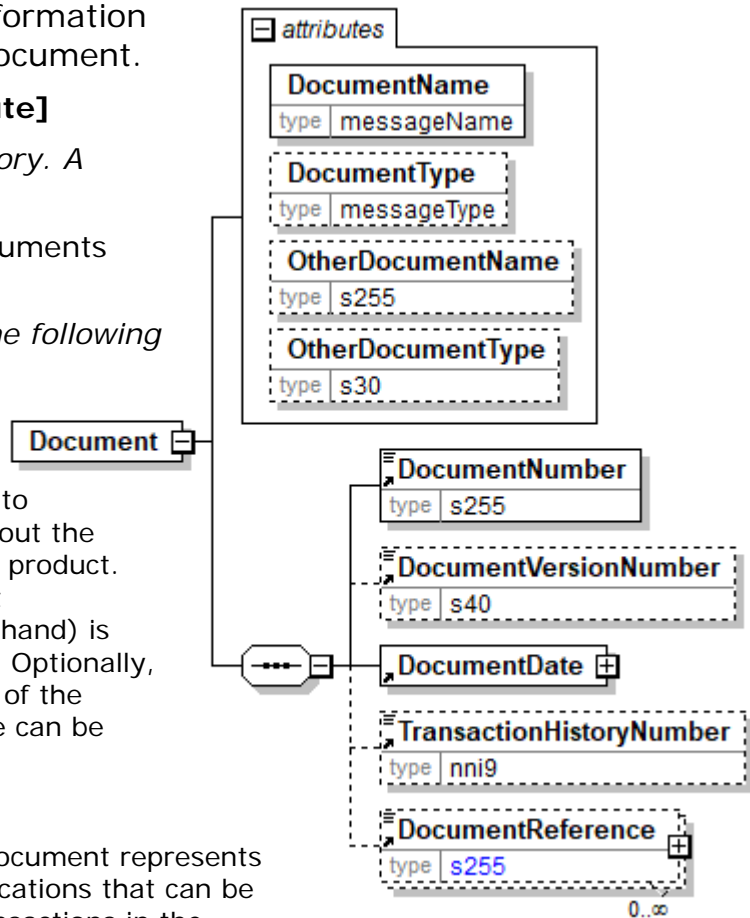 formation
ocument.
te]
ory. A
uments
e following
to
out the
product.
hand) is
Optionally,
of the
e can be
ocument represents
cations that can be
attributes
DocumentName
type messageName
DocumentType
type messageType
OtherDocumentName
type s255
OtherDocumentType
type s30
Document
DocumentNumber
type s255
DocumentVersionNumber
type s40
DocumentDate
TransactionHistoryNumber
type nni9
DocumentReference
type s255
0..∞